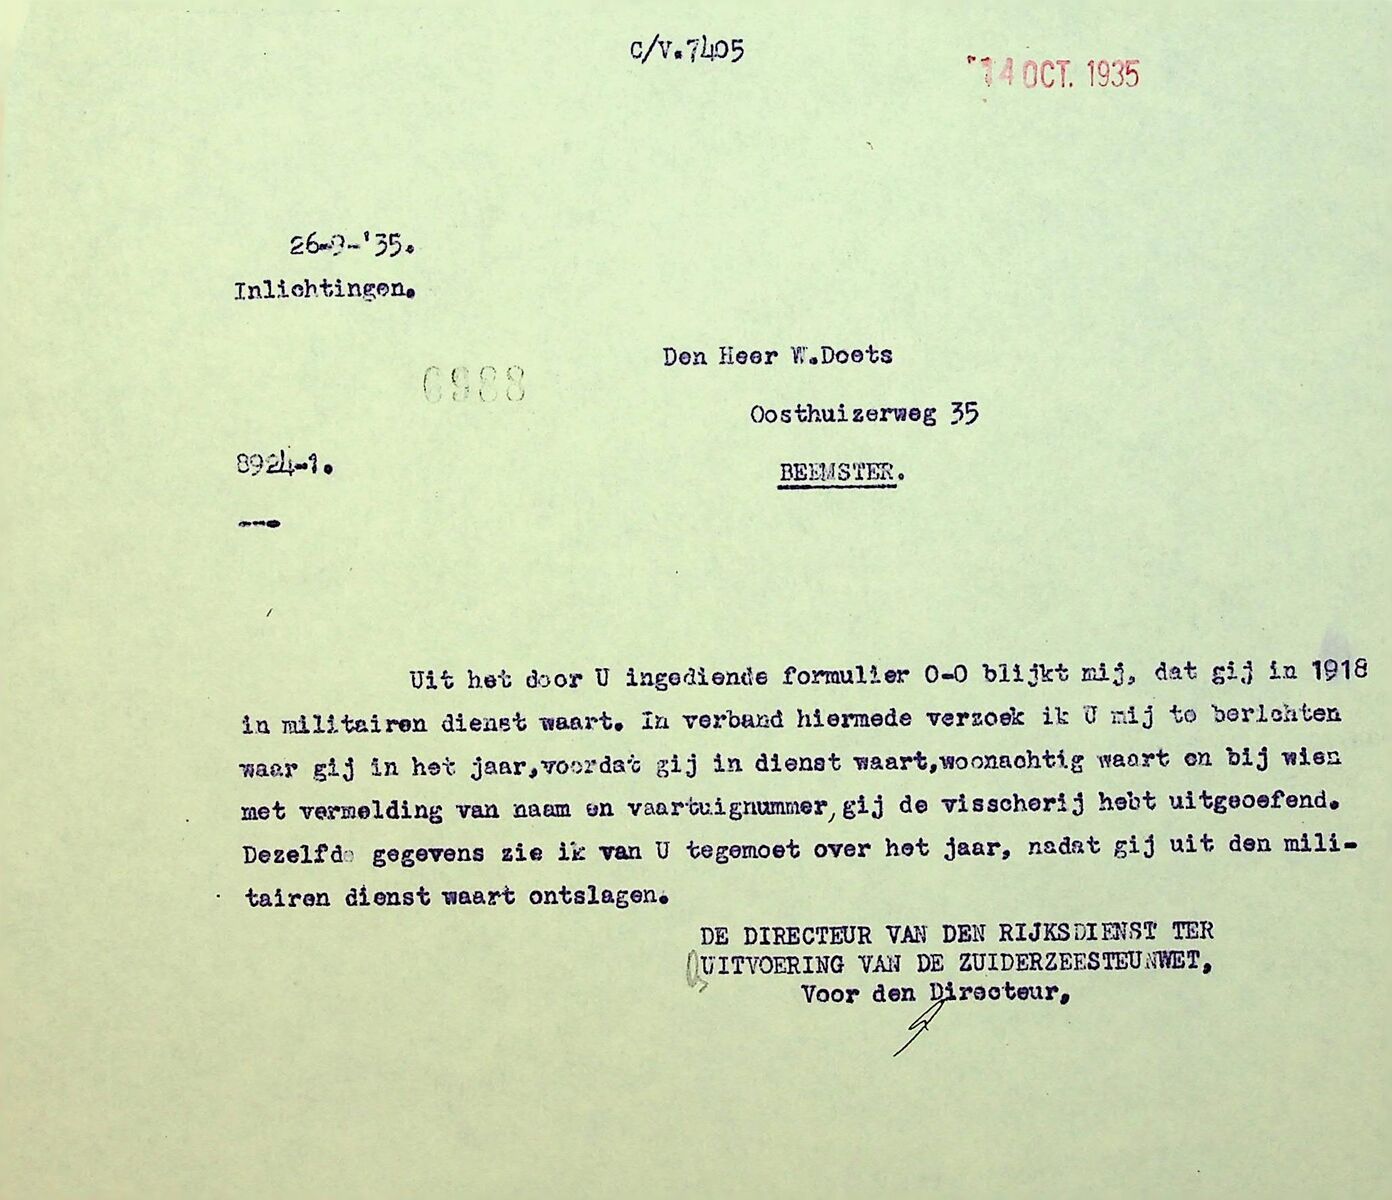 C/V.7405
14 OCT. 1935
26-9-'35.
Inlichtingen.
Den Heer W.Doets
6988
Oosthuizerweg 35
8924-1.
BEEMSTER.
---
Uit het door U ingediende formulier O-O blijkt mij, dat gij in 1918
in militairen dienst waart. In verband hiermede verzoek ik U mij te berichten
waar gij in het jaar,voordat gij in dienst waart,woonachtig waart en bij wien
met vermelding van naam en vaartuignummer,gij de visscherij hebt uitgeoefend.
Dezelfde gegevens zie ik van U tegemoet over het jaar, nadat gij uit den mili-
tairen dienst waart ontslagen.
DE DIRECTEUR VAN DEN RIJKSDIENST TER
UITVOERING VAN DE ZUIDERZEESTEUNWET,
Voor den Directeur,